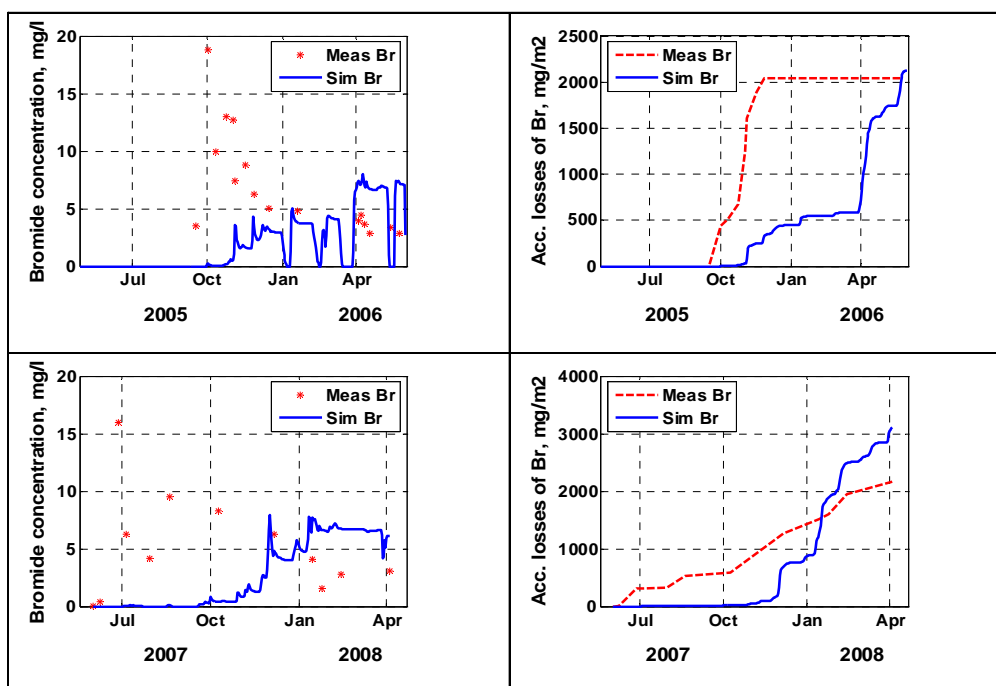 Bromide concentration, mg/l
20
15
10
5
0
Meas Br
Sim Br
Jul
Oct
Jan
Apr
2005
2006
Acc. losses of Br, mg/m2
2500
2000
1500
1000
500
0
Meas Br
Sim Br
Jul
Oct
Jan
Apr
2005
2006
Bromide concentration, mg/l
20
15
10
5
0
Meas Br
Sim Br
Jul
Oct
Jan
Apr
2007
2008
Acc. losses of Br, mg/m2
4000
3000
2000
1000
0
Meas Br
Sim Br
Jul
Oct
Jan
Apr
2007
2008